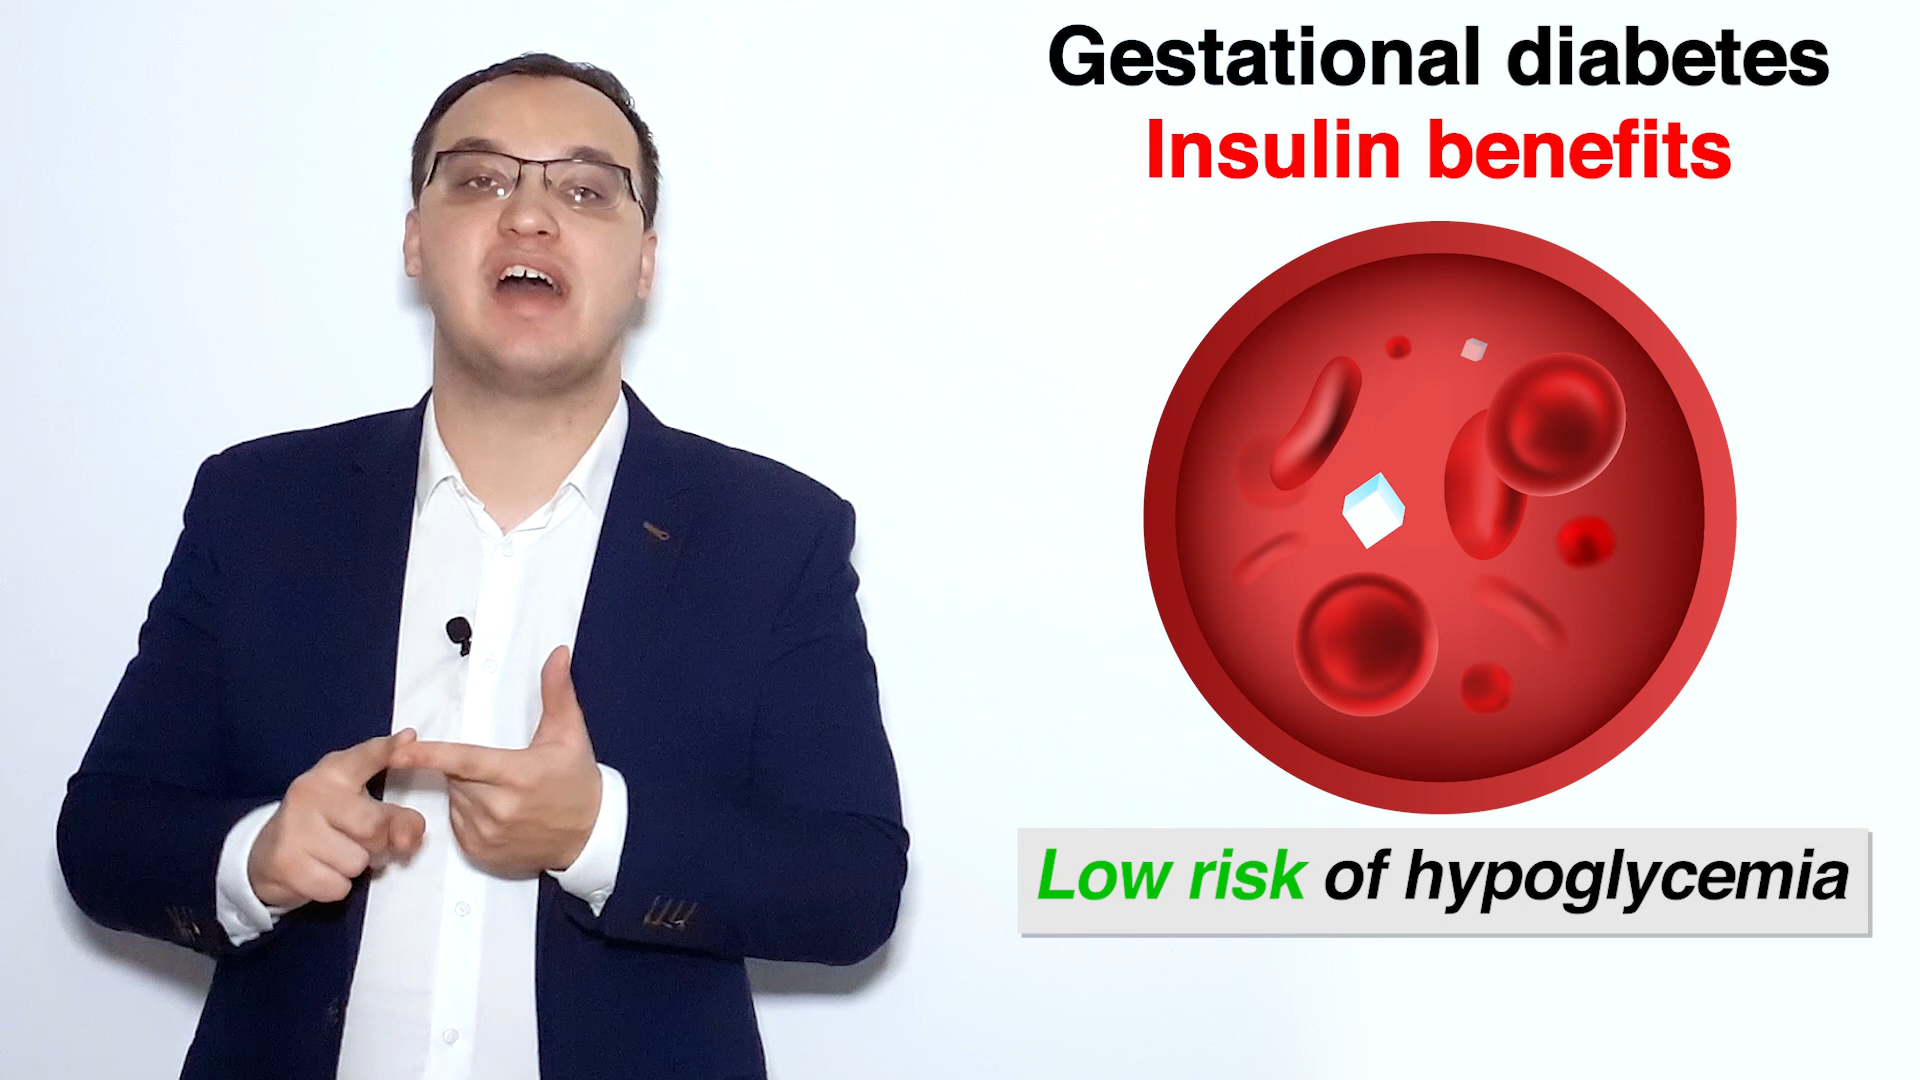 Gestational diabetes
Insulin benefits
Low risk of hypoglycemia